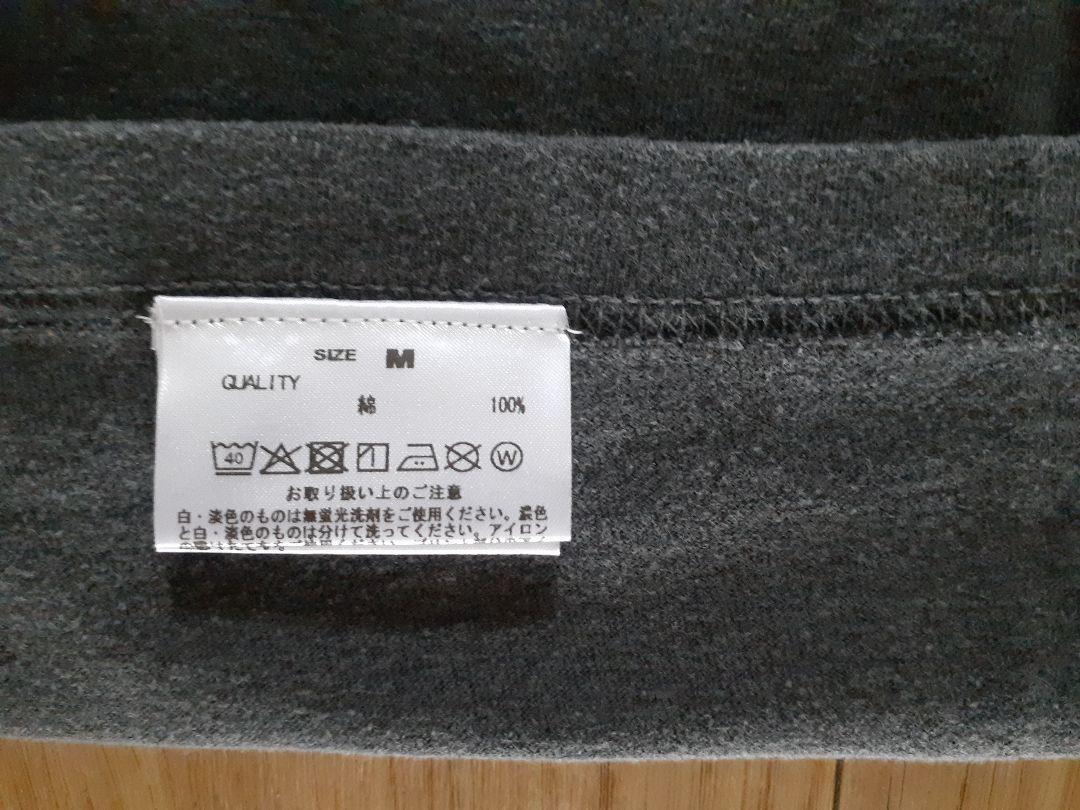 SIZE M
QUALITY
綿 100%
40 W
お取り扱い上のご注意
白・淡色のものは無蛍光洗剤をご使用ください。濃色
と白・淡色のものは分けて洗ってください。アイロン